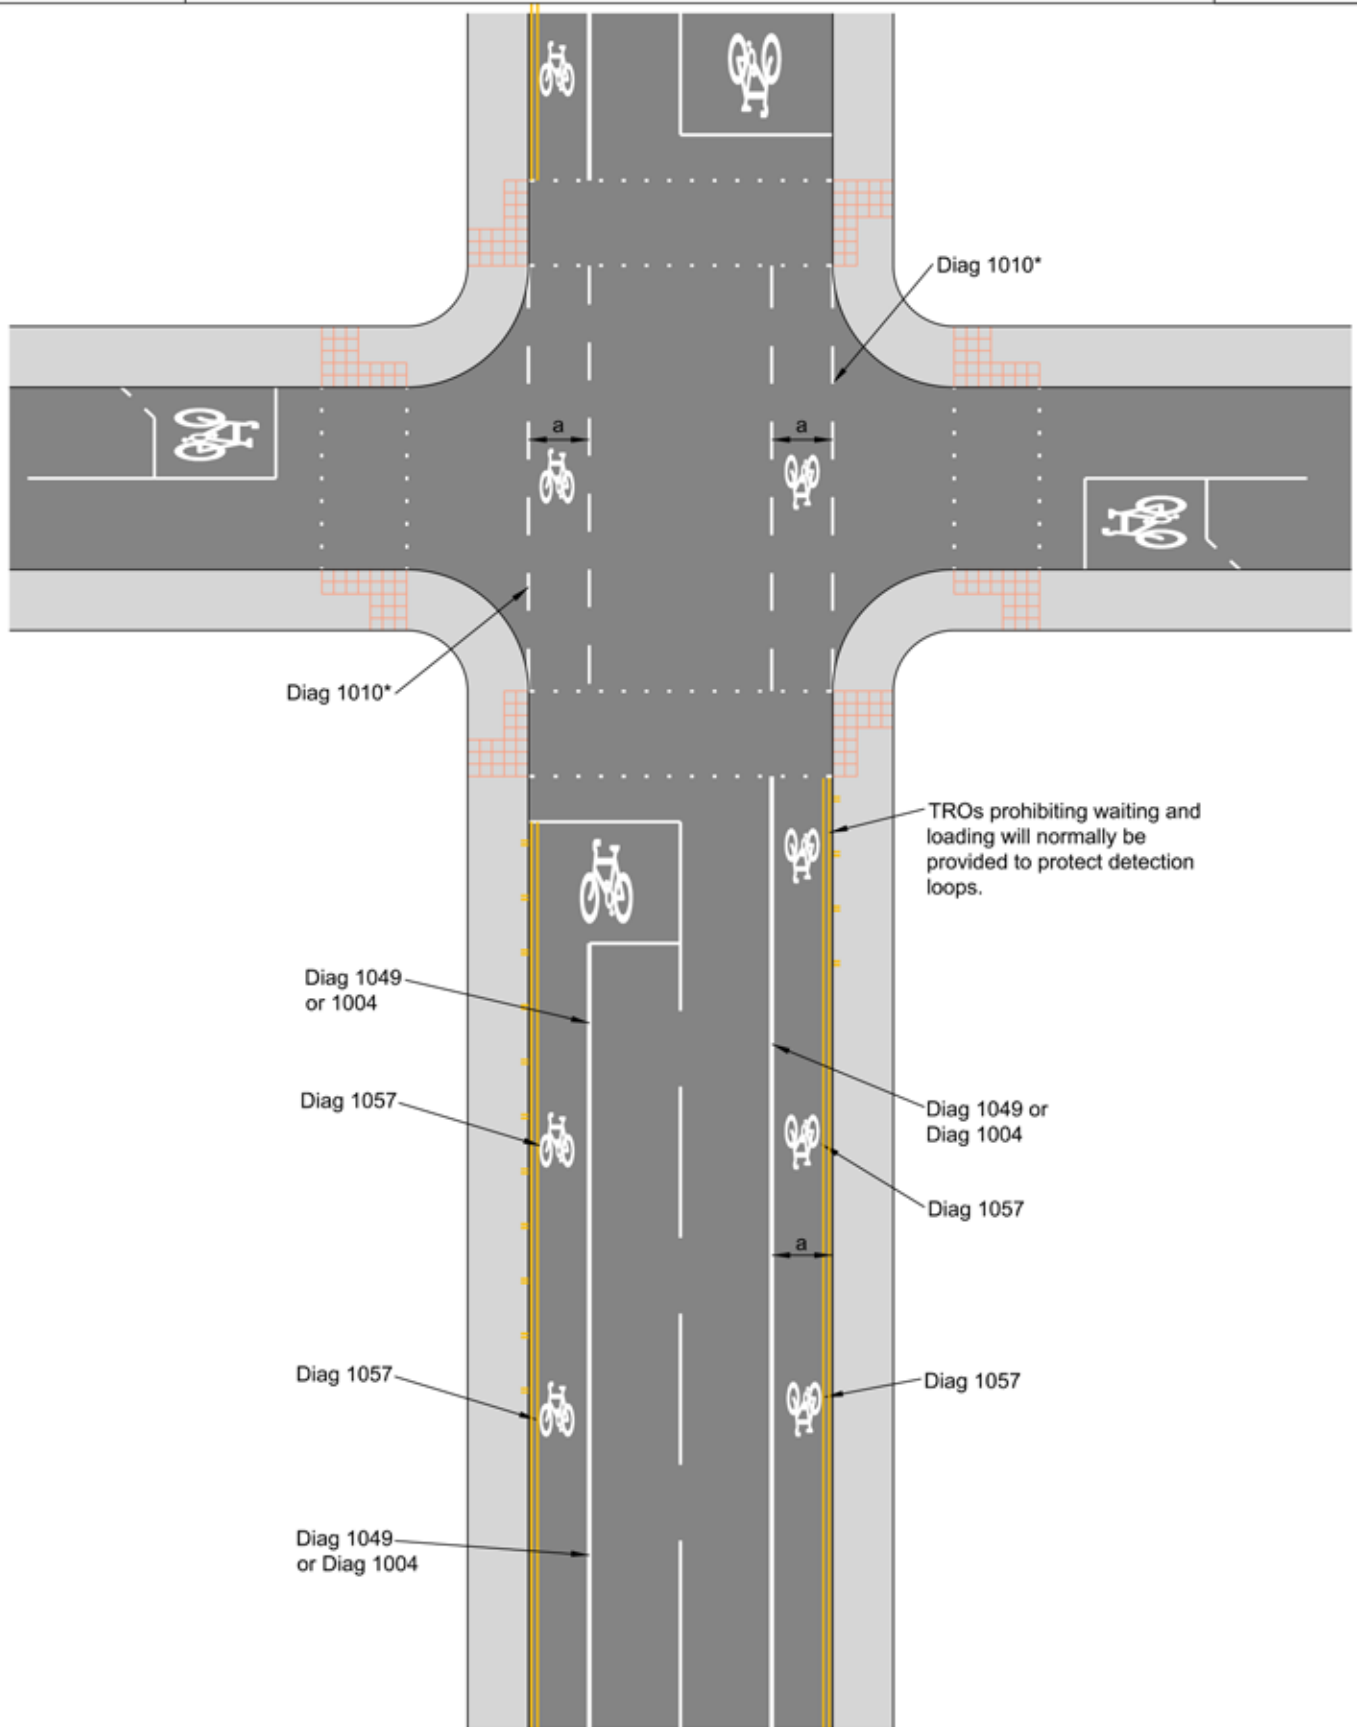 Diag 1010*
a
a
Diag 1010*
TROs prohibiting waiting and
loading will normally be
provided to protect detection
loops.
Diag 1049
or 1004
Diag 1057
Diag 1049 or
Diag 1004
Diag 1057
a
Diag 1057
Diag 1057
Diag 1049
or Diag 1004